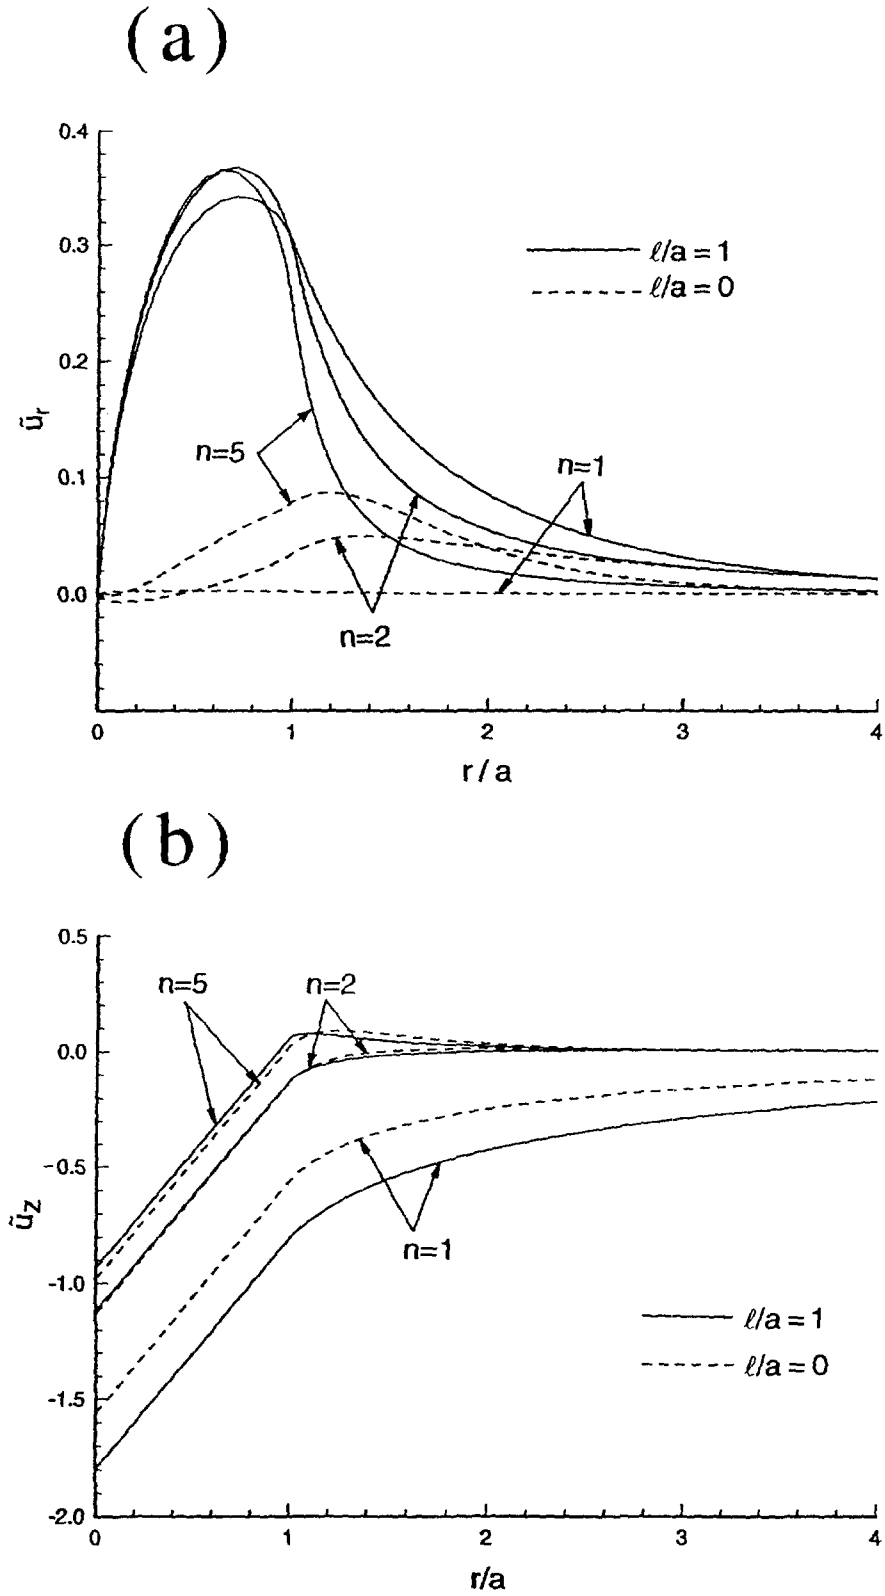 (a)
0.4
0.3
ℓ/a = 1
ℓ/a = 0
0.2
ũr
n=5
n=1
0.1
0.0
n=2
0 1 2 3 4
r/a
(b)
0.5
n=5 n=2
0.0
-0.5
ũz
n=1
-1.0
ℓ/a = 1
ℓ/a = 0
-1.5
-2.0
0 1 2 3 4
r/a